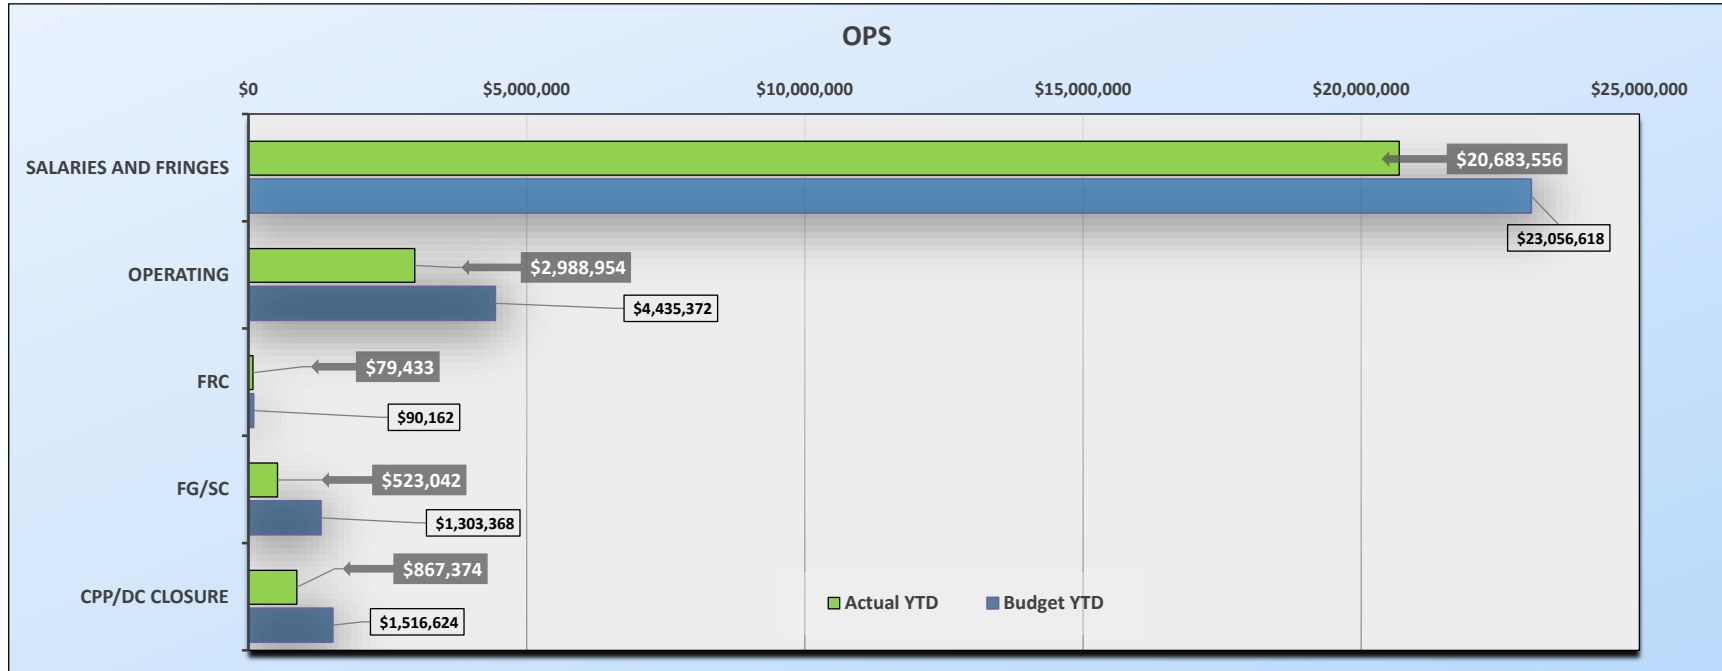 OPS
$0 $5,000,000 $10,000,000 $15,000,000 $20,000,000 $25,000,000
SALARIES AND FRINGES
$20,683,556
$23,056,618
OPERATING
$2,988,954
$4,435,372
FRC
$79,433
$90,162
FG/SC
$523,042
$1,303,368
CPP/DC CLOSURE
$867,374
$1,516,624
Actual YTD Budget YTD